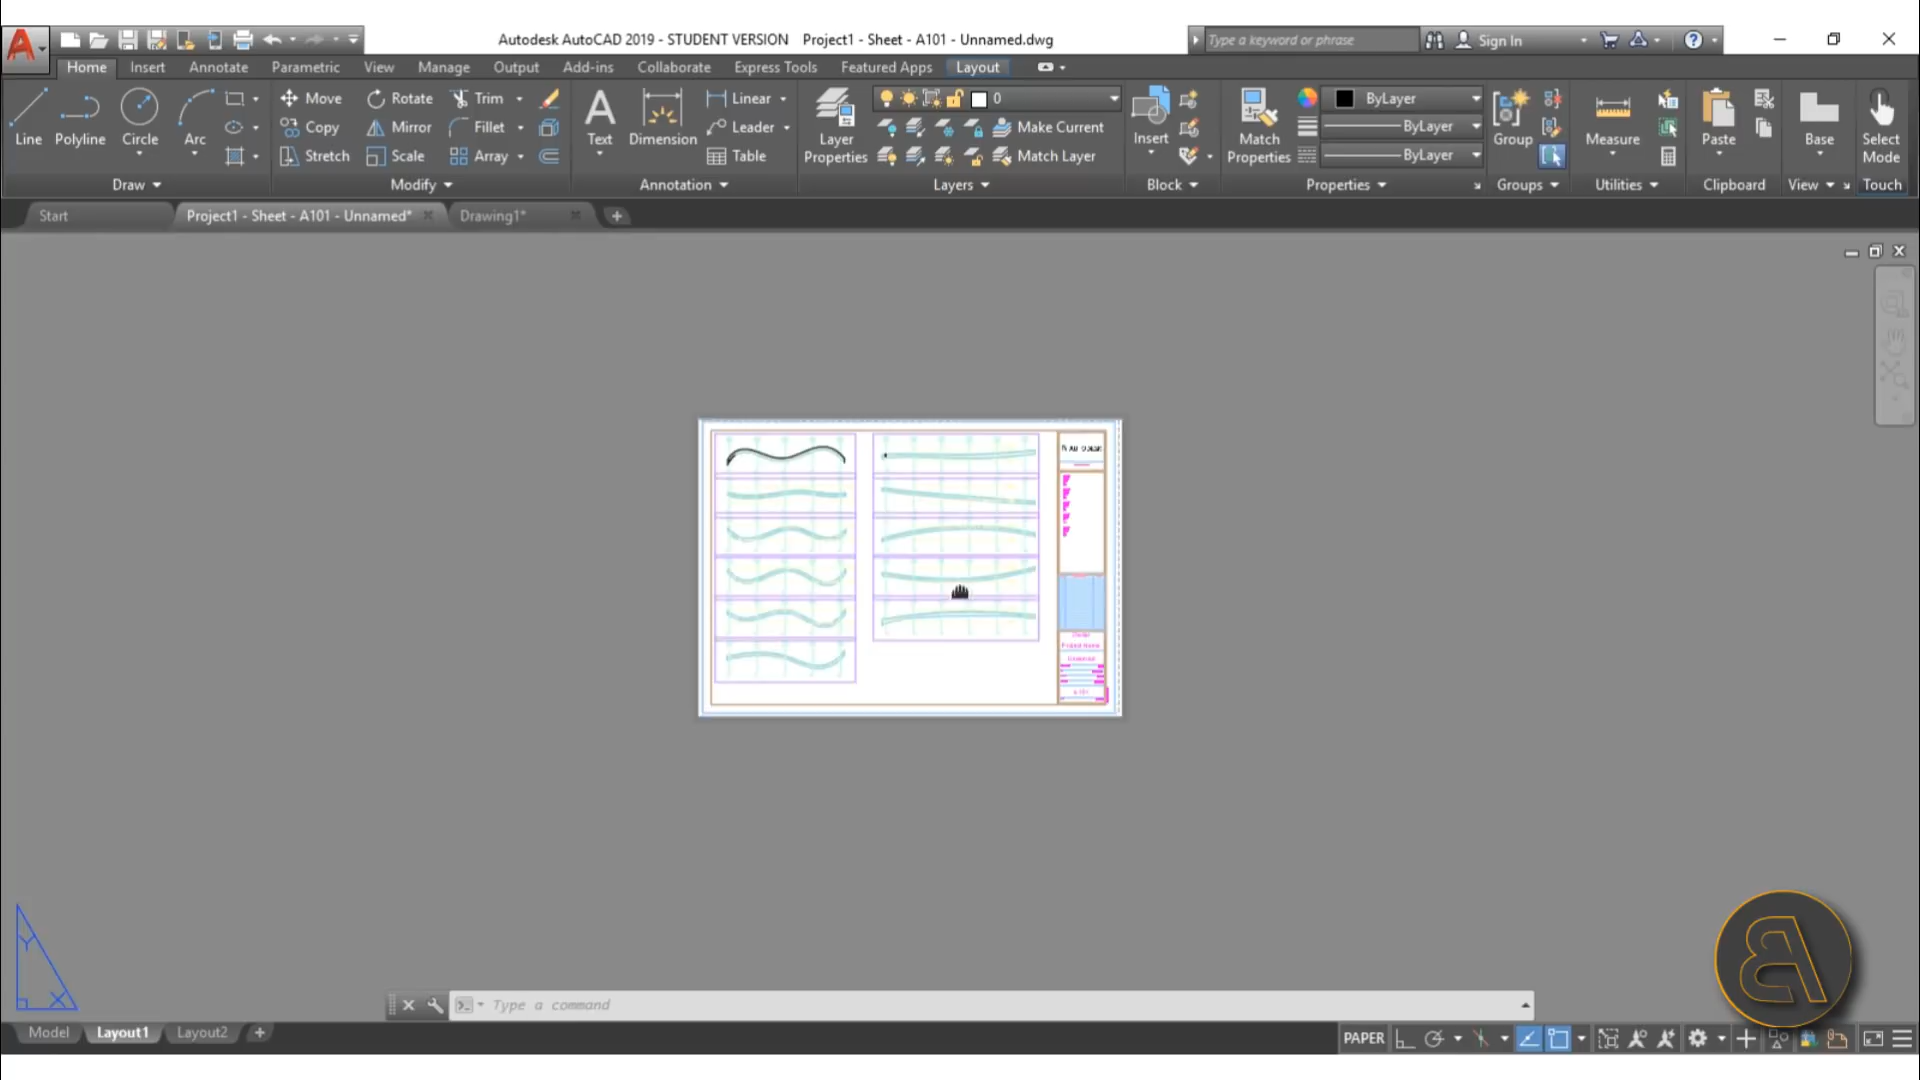 Autodesk AutoCAD 2019 - STUDENT VERSION Project1 - Sheet - A101 - Unnamed.dwg
Type a keyword or phrase
Sign In
Home Insert Annotate Parametric View Manage Output Add-ins Collaborate Express Tools Featured Apps Layout
Line Polyline Circle Arc
Move Rotate Trim
Copy Mirror Fillet
Stretch Scale Array
Text Dimension
Linear
Leader
Table
Layer Properties
0
Make Current
Match Layer
Insert
Match Properties
ByLayer
ByLayer
ByLayer
Group
Measure
Paste
Base
Select Mode
Draw Modify Annotation Layers Block Properties Groups Utilities Clipboard View Touch
Start Project1 - Sheet - A101 - Unnamed* Drawing1*
Project Name
Unnamed
Y
X
Type a command
Model Layout1 Layout2
PAPER